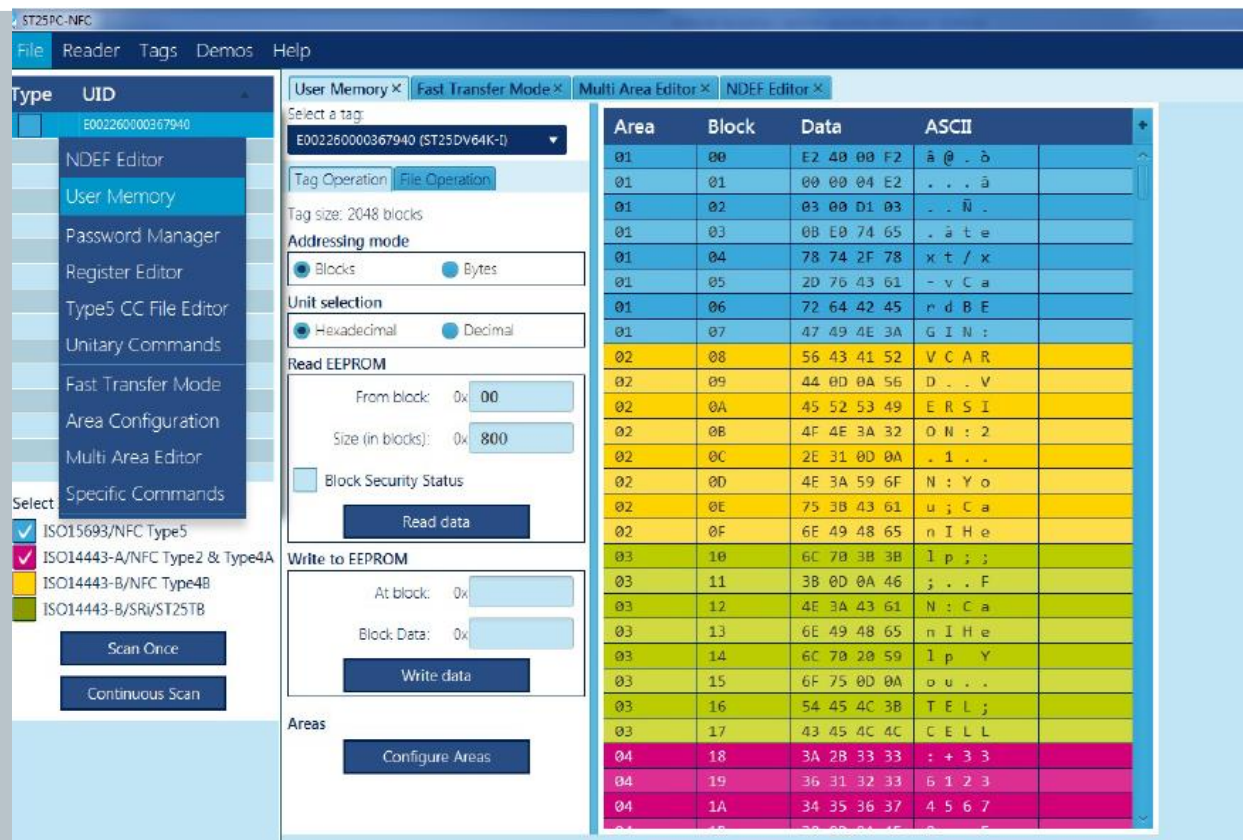 ST25PC-NFC
File Reader Tags Demos Help
Type UID
E002260000367940
NDEF Editor
User Memory
Password Manager
Register Editor
Type5 CC File Editor
Unitary Commands
Fast Transfer Mode
Area Configuration
Multi Area Editor
Specific Commands
Select
ISO15693/NFC Type5
ISO14443-A/NFC Type2 & Type4A
ISO14443-B/NFC Type4B
ISO14443-B/SRi/ST25TB
Scan Once
Continuous Scan
User Memory × Fast Transfer Mode × Multi Area Editor × NDEF Editor ×
Select a tag:
E002260000367940 (ST25DV64K-I)
Tag Operation File Operation
Tag size: 2048 blocks
Addressing mode
Blocks Bytes
Unit selection
Hexadecimal Decimal
Read EEPROM
From block: 0x 00
Size (in blocks): 0x 800
Block Security Status
Read data
Write to EEPROM
At block: 0x
Block Data: 0x
Write data
Areas
Configure Areas
Area Block Data ASCII +
01 00 E2 40 00 F2 â @ . ò
01 01 00 00 04 E2 . . . â
01 02 03 00 D1 03 . . Ñ .
01 03 0B E0 74 65 . à t e
01 04 78 74 2F 78 x t / x
01 05 2D 76 43 61 - v C a
01 06 72 64 42 45 r d B E
01 07 47 49 4E 3A G I N :
02 08 56 43 41 52 V C A R
02 09 44 0D 0A 56 D . . V
02 0A 45 52 53 49 E R S I
02 0B 4F 4E 3A 32 O N : 2
02 0C 2E 31 0D 0A . 1 . .
02 0D 4E 3A 59 6F N : Y o
02 0E 75 3B 43 61 u ; C a
02 0F 6E 49 48 65 n I H e
03 10 6C 70 3B 3B l p ; ;
03 11 3B 0D 0A 46 ; . . F
03 12 4E 3A 43 61 N : C a
03 13 6E 49 48 65 n I H e
03 14 6C 70 20 59 l p Y
03 15 6F 75 0D 0A o u . .
03 16 54 45 4C 3B T E L ;
03 17 43 45 4C 4C C E L L
04 18 3A 2B 33 33 : + 3 3
04 19 36 31 32 33 6 1 2 3
04 1A 34 35 36 37 4 5 6 7